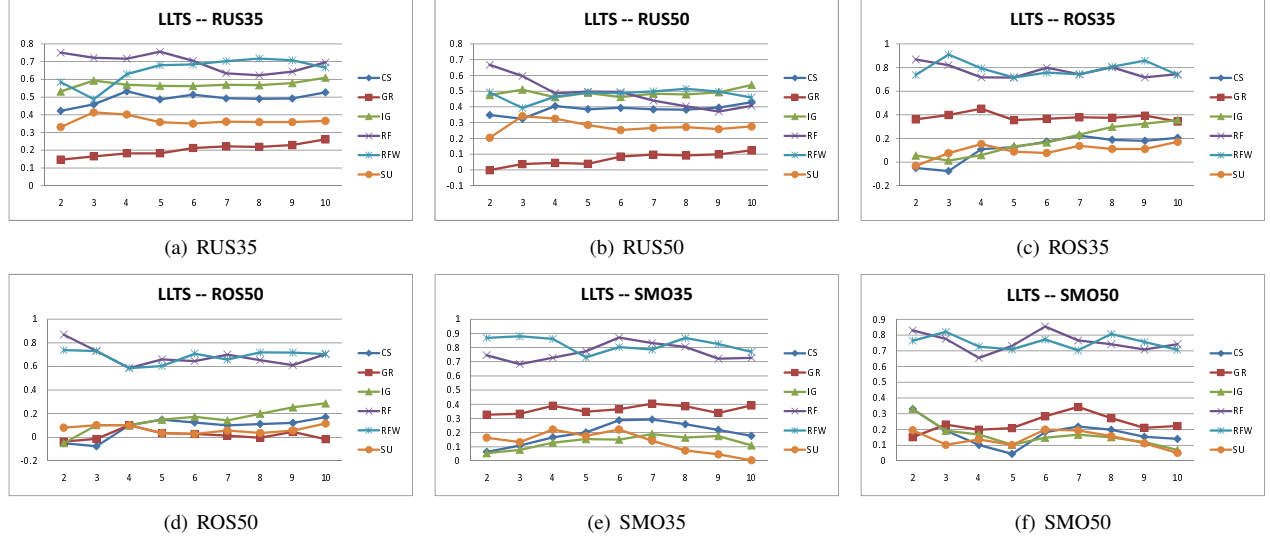 LLTS -- RUS35
0.8
0.7
0.6
0.5
0.4
0.3
0.2
0.1
0
2 3 4 5 6 7 8 9 10
CS
GR
IG
RF
RFW
SU
(a) RUS35
LLTS -- RUS50
0.8
0.7
0.6
0.5
0.4
0.3
0.2
0.1
0
-0.1
2 3 4 5 6 7 8 9 10
CS
GR
IG
RF
RFW
SU
(b) RUS50
LLTS -- ROS35
1
0.8
0.6
0.4
0.2
0
-0.2
2 3 4 5 6 7 8 9 10
CS
GR
IG
RF
RFW
SU
(c) ROS35
LLTS -- ROS50
1
0.8
0.6
0.4
0.2
0
-0.2
2 3 4 5 6 7 8 9 10
CS
GR
IG
RF
RFW
SU
(d) ROS50
LLTS -- SMO35
1
0.9
0.8
0.7
0.6
0.5
0.4
0.3
0.2
0.1
0
2 3 4 5 6 7 8 9 10
CS
GR
IG
RF
RFW
SU
(e) SMO35
LLTS -- SMO50
0.9
0.8
0.7
0.6
0.5
0.4
0.3
0.2
0.1
0
2 3 4 5 6 7 8 9 10
CS
GR
IG
RF
RFW
SU
(f) SMO50